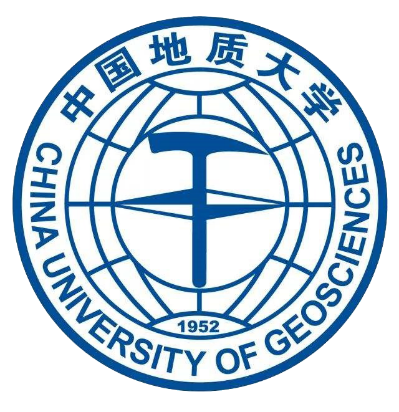 中国地质大学
CHINA UNIVERSITY OF GEOSCIENCES
1952